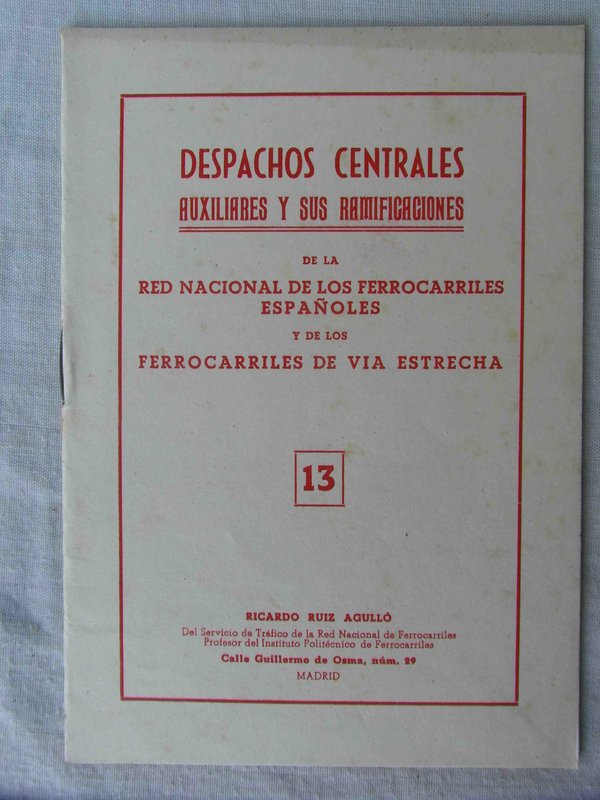 DESPACHOS CENTRALES
AUXILIARES Y SUS RAMIFICACIONES
DE LA
RED NACIONAL DE LOS FERROCARRILES
ESPAÑOLES
Y DE LOS
FERROCARRILES DE VIA ESTRECHA
13
RICARDO RUIZ AGULLÓ
Del Servicio de Tráfico de la Red Nacional de Ferrocarriles
Profesor del Instituto Politécnico de Ferrocarriles
Calle Guillermo de Osma, núm. 29
MADRID